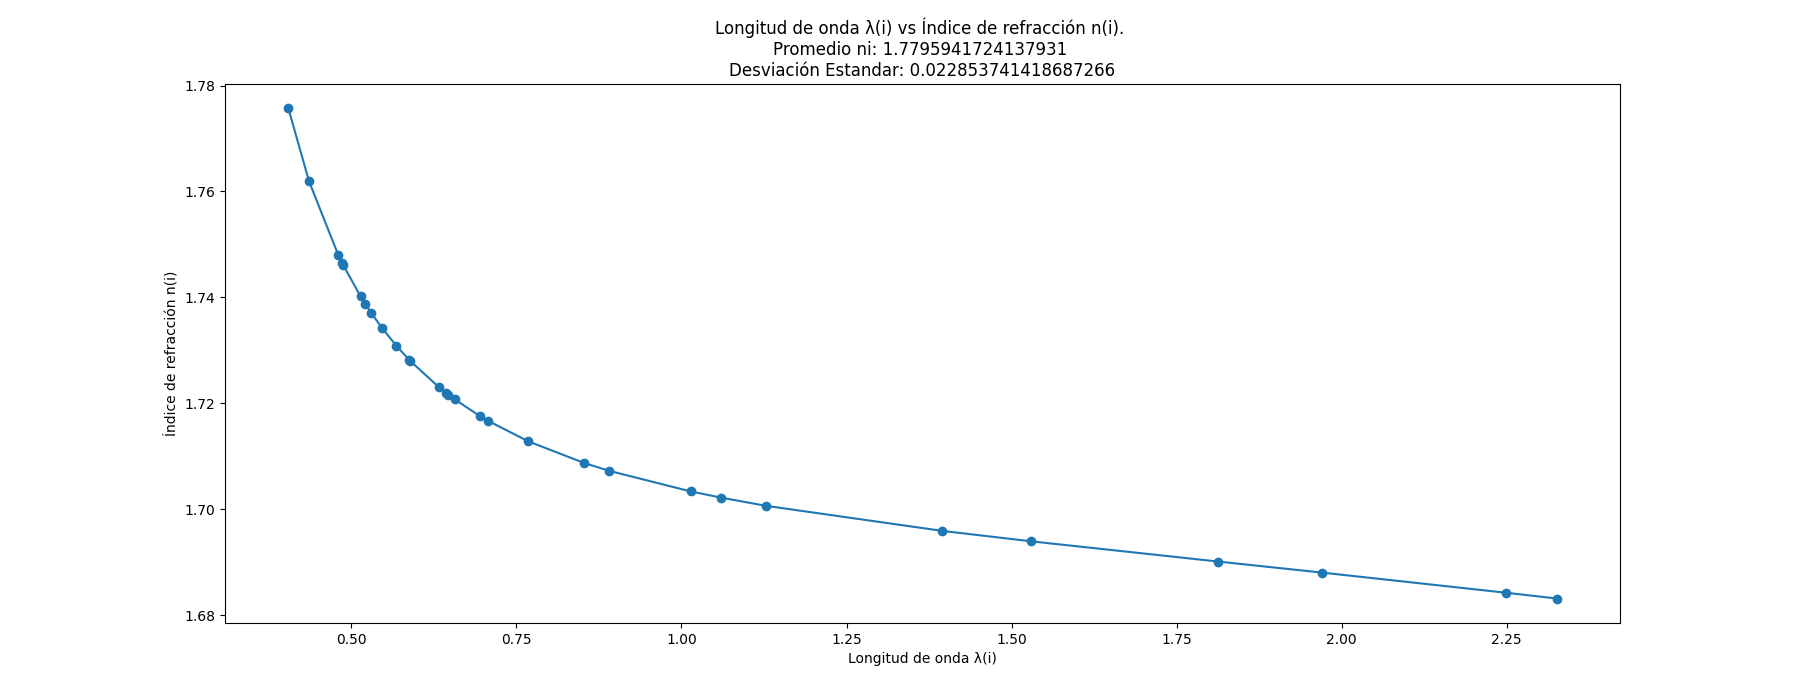 Longitud de onda λ(i) vs Índice de refracción n(i).
Promedio ni: 1.7795941724137931
Desviación Estandar: 0.022853741418687266
1.78
1.76
1.74
1.72
1.70
1.68
Índice de refracción n(i)
0.50 0.75 1.00 1.25 1.50 1.75 2.00 2.25
Longitud de onda λ(i)